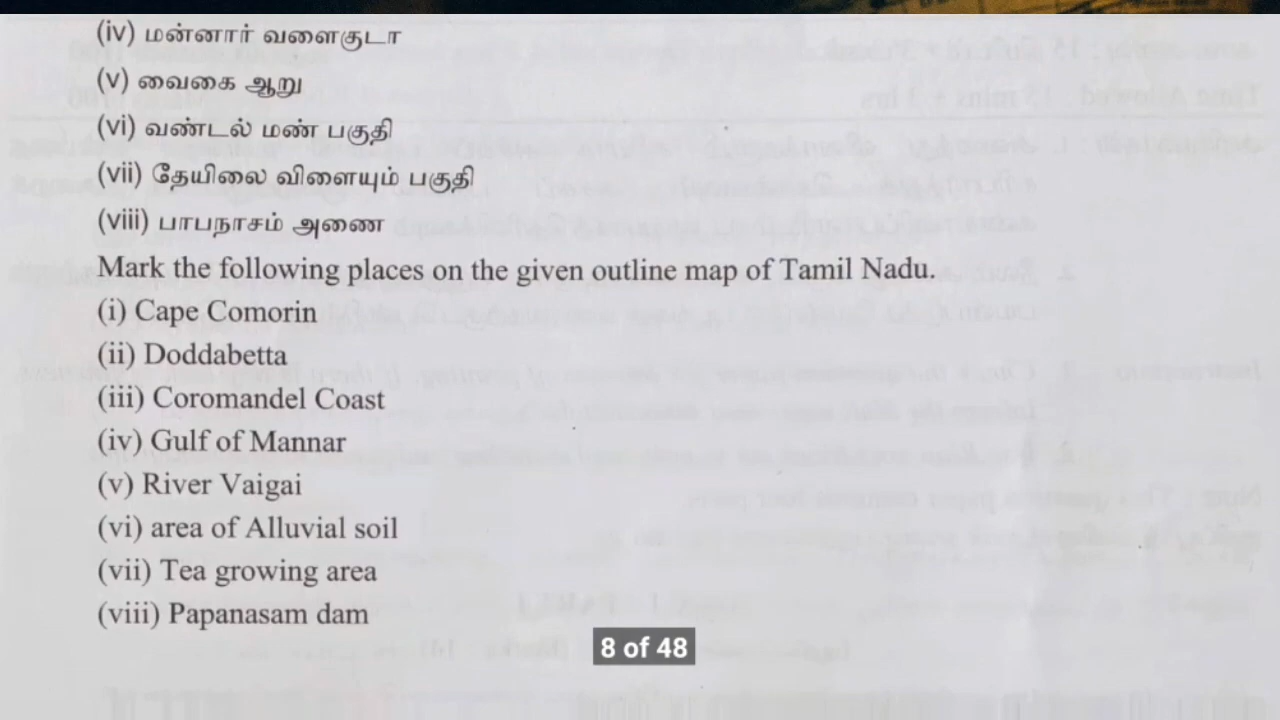 (iv) மன்னார் வளைகுடா
(v) வைகை ஆறு
(vi) வண்டல் மண் பகுதி
(vii) தேயிலை விளையும் பகுதி
(viii) பாபநாசம் அணை
Mark the following places on the given outline map of Tamil Nadu.
(i) Cape Comorin
(ii) Doddabetta
(iii) Coromandel Coast
(iv) Gulf of Mannar
(v) River Vaigai
(vi) area of Alluvial soil
(vii) Tea growing area
(viii) Papanasam dam
8 of 48